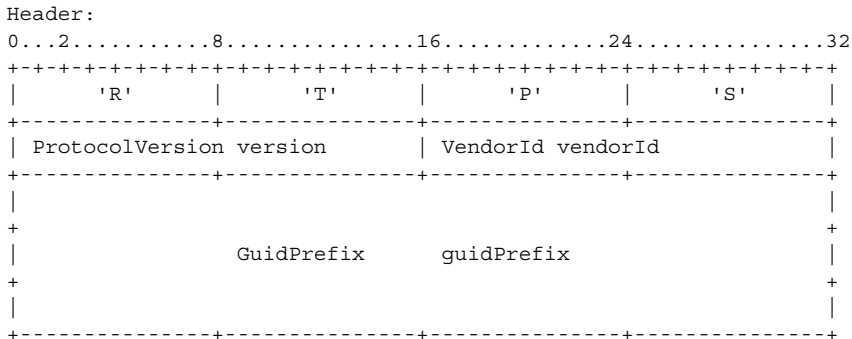 Header:
0...2...........8...............16.............24...............32
+-+-+-+-+-+-+-+-+-+-+-+-+-+-+-+-+-+-+-+-+-+-+-+-+-+-+-+-+-+-+-+-+
|      'R'      |      'T'      |      'P'      |      'S'      |
+---------------+---------------+---------------+---------------+
| ProtocolVersion version       | VendorId vendorId             |
+---------------+---------------+---------------+---------------+
|                                                               |
+                                                               +
|                 GuidPrefix      guidPrefix                    |
+                                                               +
|                                                               |
+---------------+---------------+---------------+---------------+